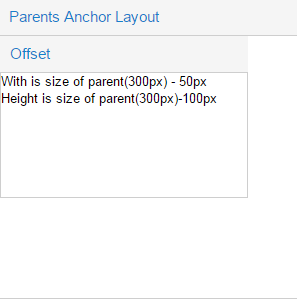 Parents Anchor Layout
Offset
With is size of parent(300px) - 50px
Height is size of parent(300px)-100px